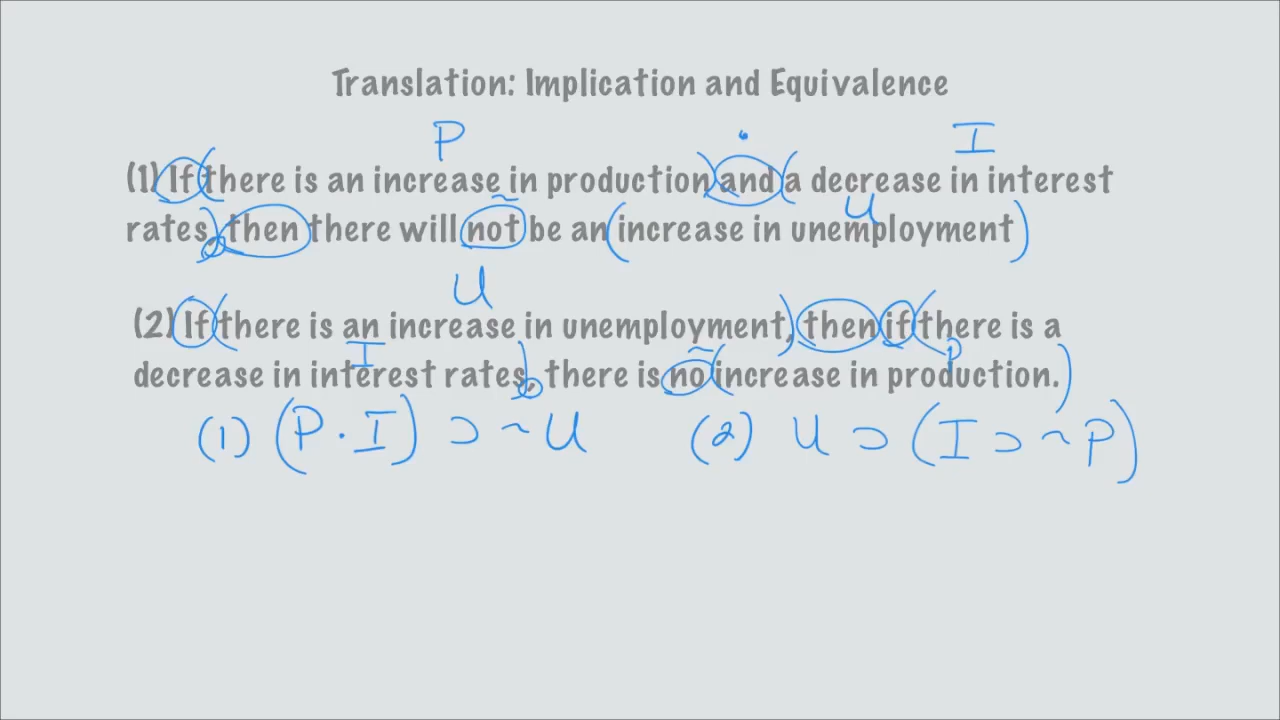 Translation: Implication and Equivalence
P · I
(1) If (there is an increase in production) and (a decrease in interest
~ U
rates), then there will not be an (increase in unemployment)
U
(2) If (there is an increase in unemployment), then if (there is a
I ~ P
decrease in interest rates), there is no (increase in production.)
(1) (P · I) ⊃ ~ U (2) U ⊃ (I ⊃ ~ P)